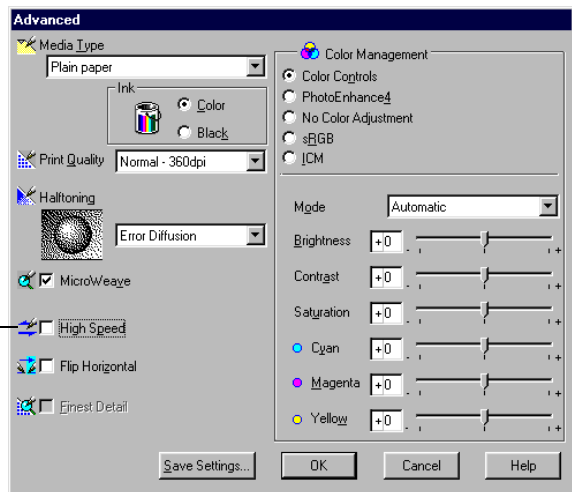 Advanced
Media Type
Plain paper
Ink
Color
Black
Print Quality
Normal - 360dpi
Halftoning
Error Diffusion
MicroWeave
High Speed
Flip Horizontal
Finest Detail
Color Management
Color Controls
PhotoEnhance4
No Color Adjustment
sRGB
ICM
Mode
Automatic
Brightness
+0
- +
Contrast
+0
- +
Saturation
+0
- +
Cyan
+0
- +
Magenta
+0
- +
Yellow
+0
- +
Save Settings...
OK
Cancel
Help